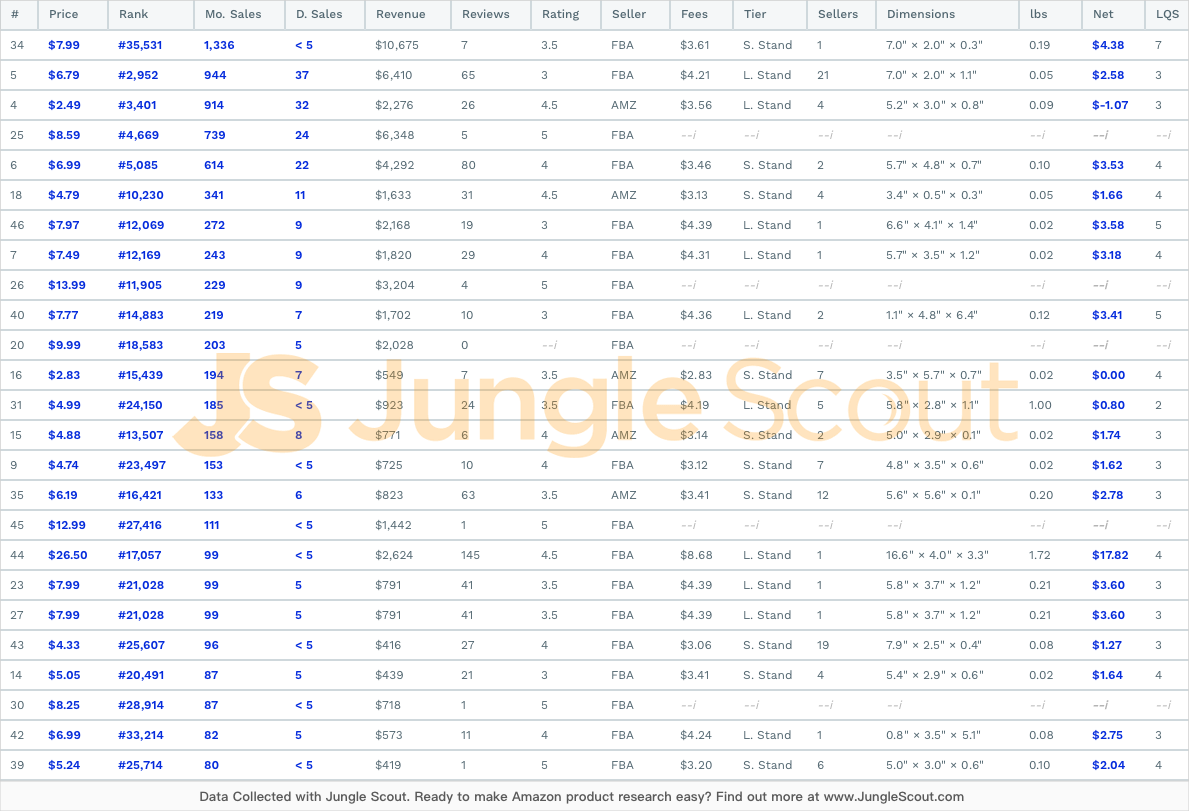 # Price Rank Mo. Sales D. Sales Revenue Reviews Rating Seller Fees Tier Sellers Dimensions lbs Net LQS
34 $7.99 #35,531 1,336 < 5 $10,675 7 3.5 FBA $3.61 S. Stand 1 7.0" × 2.0" × 0.3" 0.19 $4.38 7
5 $6.79 #2,952 944 37 $6,410 65 3 FBA $4.21 L. Stand 21 7.0" × 2.0" × 1.1" 0.05 $2.58 3
4 $2.49 #3,401 914 32 $2,276 26 4.5 AMZ $3.56 L. Stand 4 5.2" × 3.0" × 0.8" 0.09 $-1.07 3
25 $8.59 #4,669 739 24 $6,348 5 5 FBA --i --i --i --i --i --i --i
6 $6.99 #5,085 614 22 $4,292 80 4 FBA $3.46 S. Stand 2 5.7" × 4.8" × 0.7" 0.10 $3.53 4
18 $4.79 #10,230 341 11 $1,633 31 4.5 AMZ $3.13 S. Stand 4 3.4" × 0.5" × 0.3" 0.05 $1.66 4
46 $7.97 #12,069 272 9 $2,168 19 3 FBA $4.39 L. Stand 1 6.6" × 4.1" × 1.4" 0.02 $3.58 5
7 $7.49 #12,169 243 9 $1,820 29 4 FBA $4.31 L. Stand 1 5.7" × 3.5" × 1.2" 0.02 $3.18 4
26 $13.99 #11,905 229 9 $3,204 4 5 FBA --i --i --i --i --i --i --i
40 $7.77 #14,883 219 7 $1,702 10 3 FBA $4.36 L. Stand 2 1.1" × 4.8" × 6.4" 0.12 $3.41 5
20 $9.99 #18,583 203 5 $2,028 0 --i FBA --i --i --i --i --i --i --i
16 $2.83 #15,439 194 7 $549 7 3.5 AMZ $2.83 S. Stand 7 3.5" × 5.7" × 0.7" 0.02 $0.00 4
JS Jungle Scout
31 $4.99 #24,150 185 < 5 $923 24 3.5 FBA $4.19 L. Stand 5 5.8" × 2.8" × 1.1" 1.00 $0.80 2
15 $4.88 #13,507 158 8 $771 6 4 AMZ $3.14 S. Stand 2 5.0" × 2.9" × 0.1" 0.02 $1.74 3
9 $4.74 #23,497 153 < 5 $725 10 4 FBA $3.12 S. Stand 7 4.8" × 3.5" × 0.6" 0.02 $1.62 3
35 $6.19 #16,421 133 6 $823 63 3.5 AMZ $3.41 S. Stand 12 5.6" × 5.6" × 0.1" 0.20 $2.78 3
45 $12.99 #27,416 111 < 5 $1,442 1 5 FBA --i --i --i --i --i --i --i
44 $26.50 #17,057 99 < 5 $2,624 145 4.5 FBA $8.68 L. Stand 1 16.6" × 4.0" × 3.3" 1.72 $17.82 4
23 $7.99 #21,028 99 5 $791 41 3.5 FBA $4.39 L. Stand 1 5.8" × 3.7" × 1.2" 0.21 $3.60 3
27 $7.99 #21,028 99 5 $791 41 3.5 FBA $4.39 L. Stand 1 5.8" × 3.7" × 1.2" 0.21 $3.60 3
43 $4.33 #25,607 96 < 5 $416 27 4 FBA $3.06 S. Stand 19 7.9" × 2.5" × 0.4" 0.08 $1.27 3
14 $5.05 #20,491 87 5 $439 21 3 FBA $3.41 S. Stand 4 5.4" × 2.9" × 0.6" 0.02 $1.64 4
30 $8.25 #28,914 87 < 5 $718 1 5 FBA --i --i --i --i --i --i --i
42 $6.99 #33,214 82 5 $573 11 4 FBA $4.24 L. Stand 1 0.8" × 3.5" × 5.1" 0.08 $2.75 3
39 $5.24 #25,714 80 < 5 $419 1 5 FBA $3.20 S. Stand 6 5.0" × 3.0" × 0.6" 0.10 $2.04 4
Data Collected with Jungle Scout. Ready to make Amazon product research easy? Find out more at www.JungleScout.com